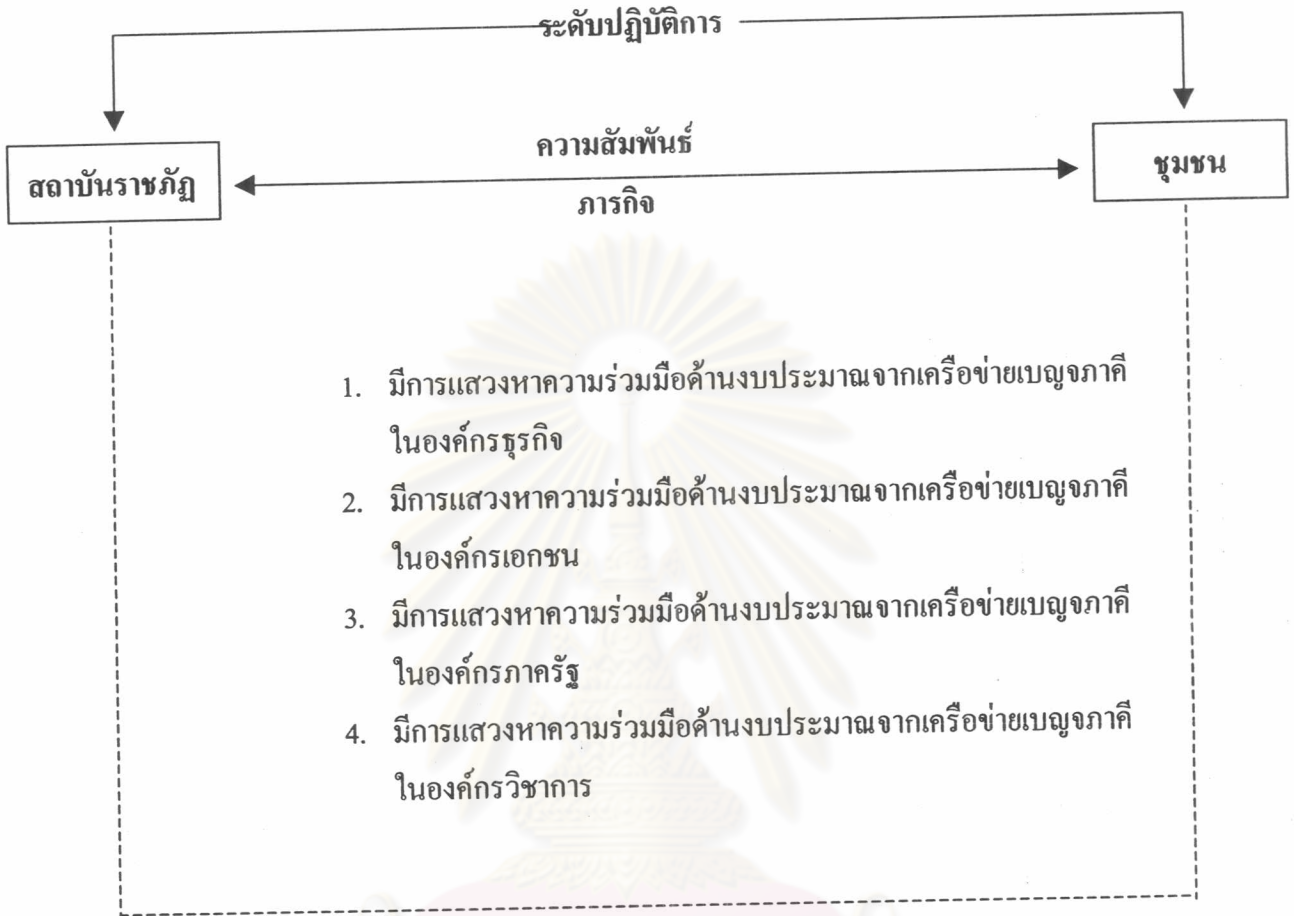 ระดับปฏิบัติการ
ความสัมพันธ์
สถาบันราชภัฏ
ชุมชน
ภารกิจ
1. มีการแสวงหาความร่วมมือด้านงบประมาณจากเครือข่ายเบญจภาคี
ในองค์กรธุรกิจ
2. มีการแสวงหาความร่วมมือด้านงบประมาณจากเครือข่ายเบญจภาคี
ในองค์กรเอกชน
3. มีการแสวงหาความร่วมมือด้านงบประมาณจากเครือข่ายเบญจภาคี
ในองค์กรภาครัฐ
4. มีการแสวงหาความร่วมมือด้านงบประมาณจากเครือข่ายเบญจภาคี
ในองค์กรวิชาการ